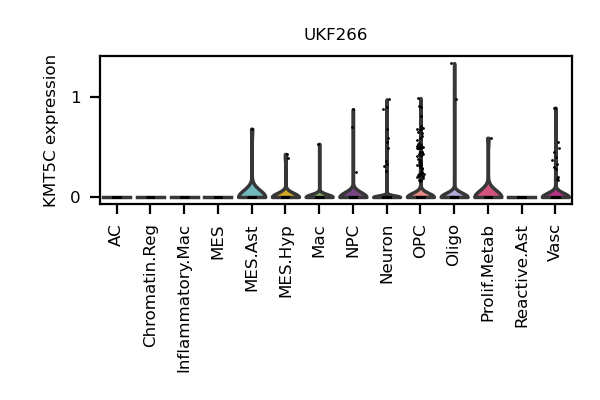 UKF266
KMT5C expression
1
0
AC
Chromatin.Reg
Inflammatory.Mac
MES
MES.Ast
MES.Hyp
Mac
NPC
Neuron
OPC
Oligo
Prolif.Metab
Reactive.Ast
Vasc